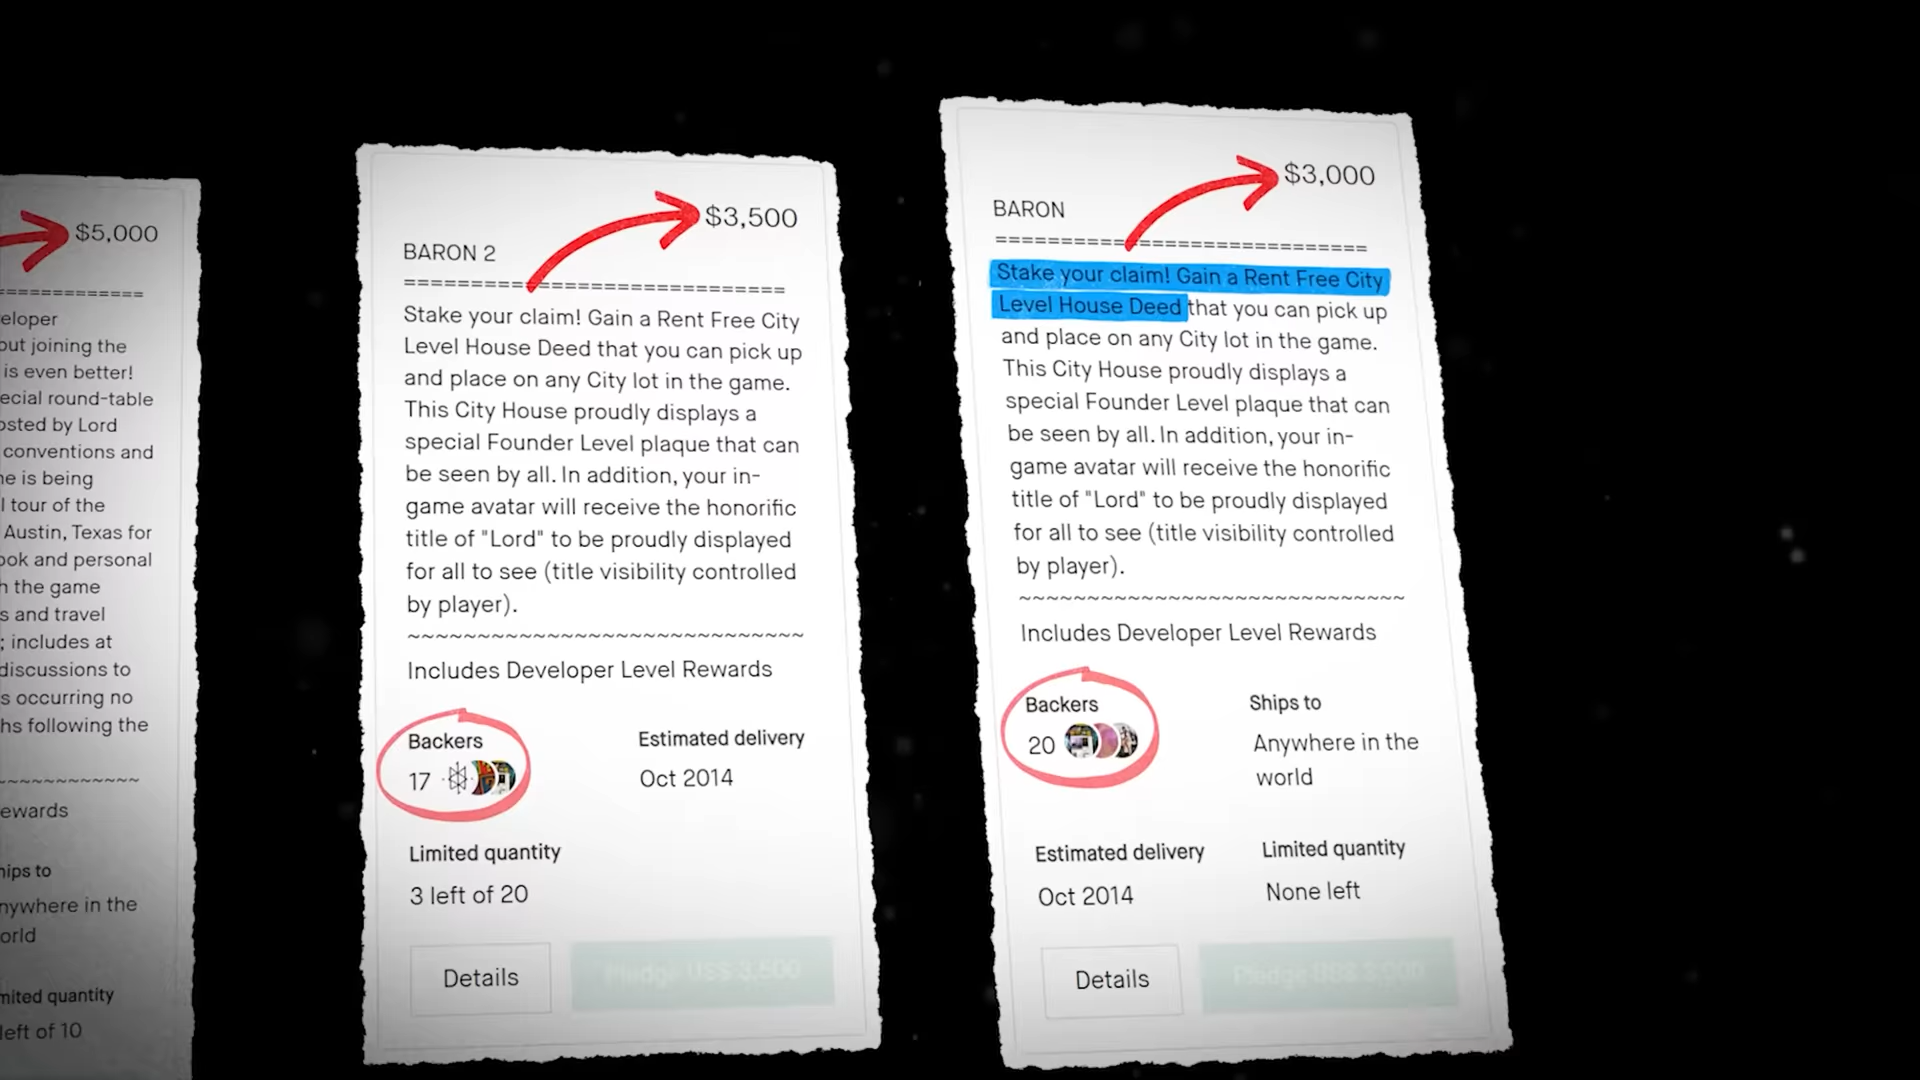 $5,000
=============
eloper
out joining the
is even better!
ecial round-table
osted by Lord
conventions and
ne is being
l tour of the
Austin, Texas for
ook and personal
h the game
s and travel
; includes at
discussions to
s occurring no
hs following the
~~~~~~~~~~~~~
ewards
hips to
nywhere in the
orld
mited quantity
left of 10
$3,500
BARON 2
============================
Stake your claim! Gain a Rent Free City
Level House Deed that you can pick up
and place on any City lot in the game.
This City House proudly displays a
special Founder Level plaque that can
be seen by all. In addition, your in-
game avatar will receive the honorific
title of "Lord" to be proudly displayed
for all to see (title visibility controlled
by player).
~~~~~~~~~~~~~~~~~~~~~~~~~~~~
Includes Developer Level Rewards
Backers
17
Estimated delivery
Oct 2014
Limited quantity
3 left of 20
Details
Pledge US$ 3,500
$3,000
BARON
============================
Stake your claim! Gain a Rent Free City
Level House Deed that you can pick up
and place on any City lot in the game.
This City House proudly displays a
special Founder Level plaque that can
be seen by all. In addition, your in-
game avatar will receive the honorific
title of "Lord" to be proudly displayed
for all to see (title visibility controlled
by player).
~~~~~~~~~~~~~~~~~~~~~~~~~~~~
Includes Developer Level Rewards
Backers
20
Ships to
Anywhere in the
world
Estimated delivery
Oct 2014
Limited quantity
None left
Details
Pledge US$ 3,000